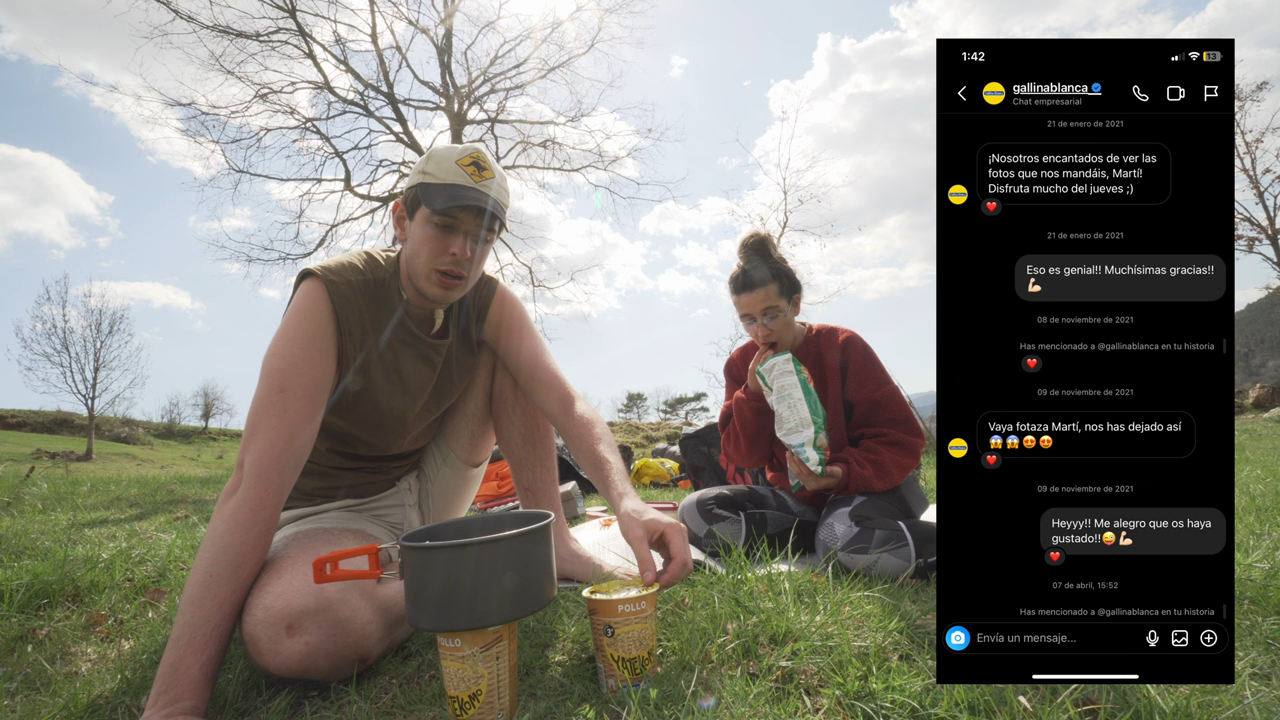 1:42
13
gallinablanca
Chat empresarial
21 de enero de 2021
¡Nosotros encantados de ver las
fotos que nos mandáis, Martí!
Disfruta mucho del jueves ;)
21 de enero de 2021
Eso es genial!! Muchísimas gracias!!
💪🏻
08 de noviembre de 2021
Has mencionado a @gallinablanca en tu historia
09 de noviembre de 2021
Vaya fotaza Martí, nos has dejado así
😱😱😍😍
09 de noviembre de 2021
Heyyy!! Me alegro que os haya
gustado!!😜💪🏻
07 de abril, 15:52
Has mencionado a @gallinablanca en tu historia
Envía un mensaje...
POLLO
3'
YATEKOMO
POLLO
YATEKOMO